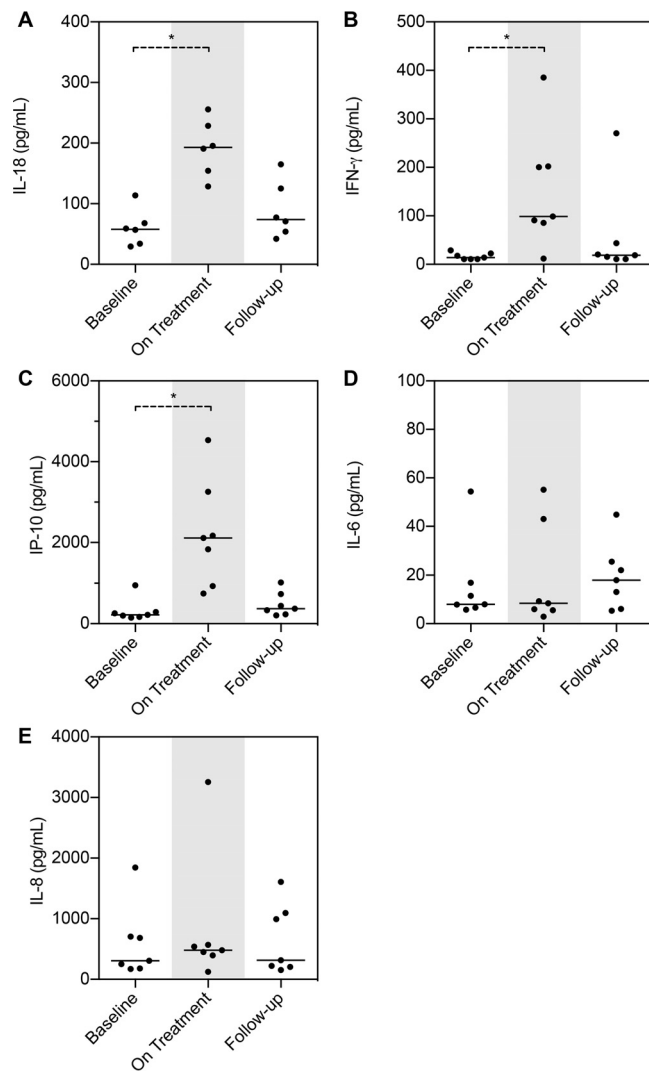 A
400
300
200
100
0
IL-18 (pg/mL)
*
Baseline
On Treatment
Follow-up
B
500
400
300
200
100
0
IFN-γ (pg/mL)
*
Baseline
On Treatment
Follow-up
C
6000
4000
2000
0
IP-10 (pg/mL)
*
Baseline
On Treatment
Follow-up
D
100
80
60
40
20
0
IL-6 (pg/mL)
Baseline
On Treatment
Follow-up
E
4000
3000
2000
1000
0
IL-8 (pg/mL)
Baseline
On Treatment
Follow-up